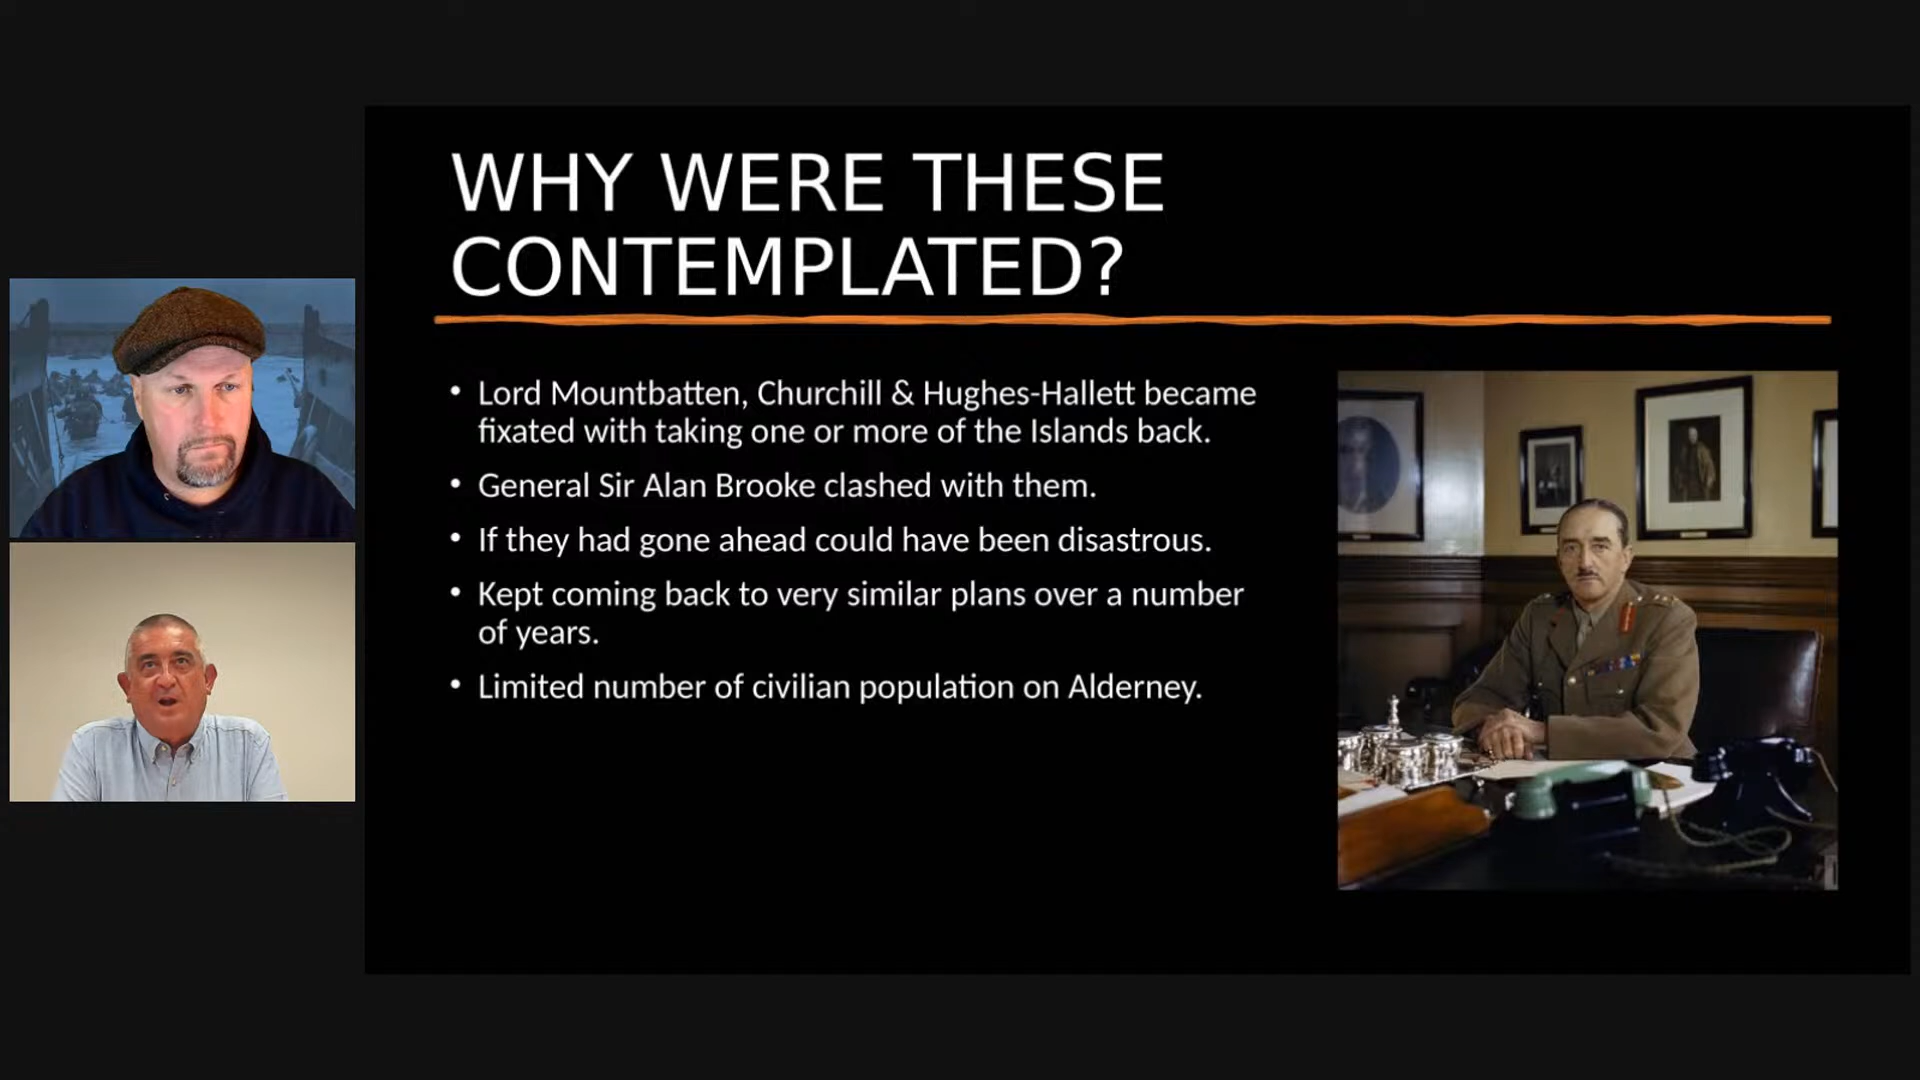 WHY WERE THESE
CONTEMPLATED?
• Lord Mountbatten, Churchill & Hughes-Hallett became
fixated with taking one or more of the Islands back.
• General Sir Alan Brooke clashed with them.
• If they had gone ahead could have been disastrous.
• Kept coming back to very similar plans over a number
of years.
• Limited number of civilian population on Alderney.